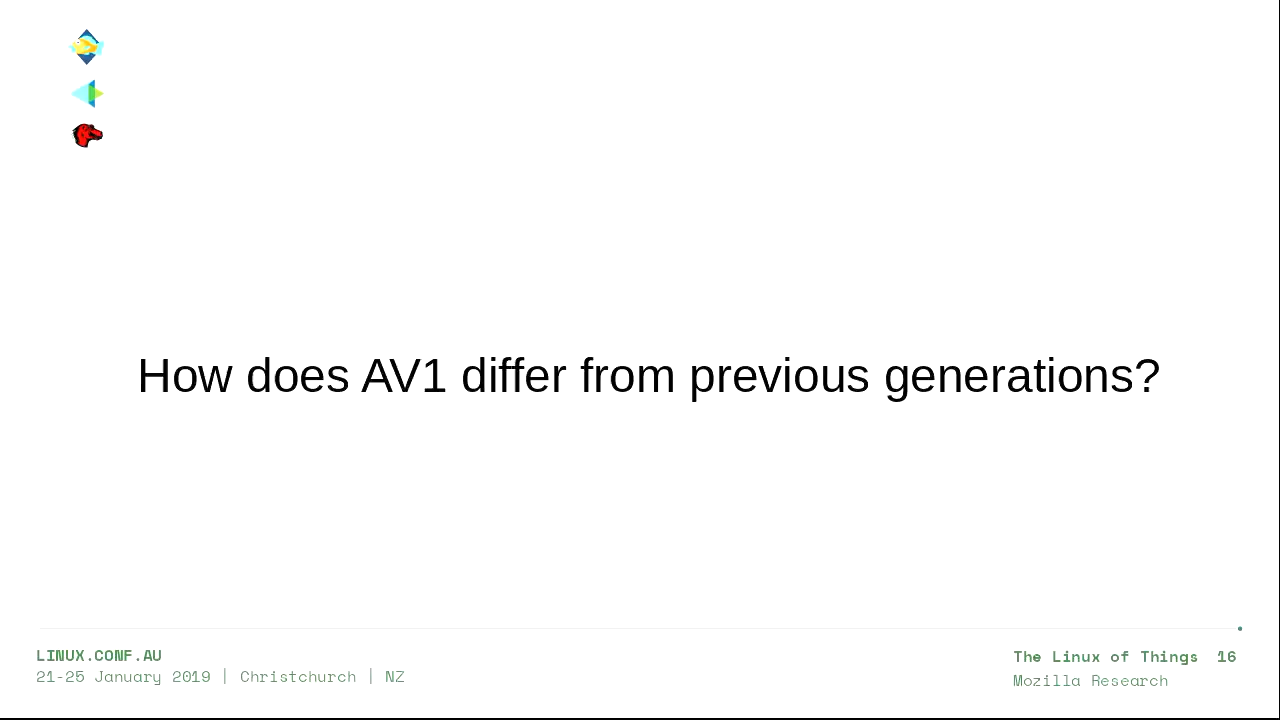 How does AV1 differ from previous generations?
LINUX.CONF.AU
21-25 January 2019 | Christchurch | NZ
The Linux of Things 16
Mozilla Research